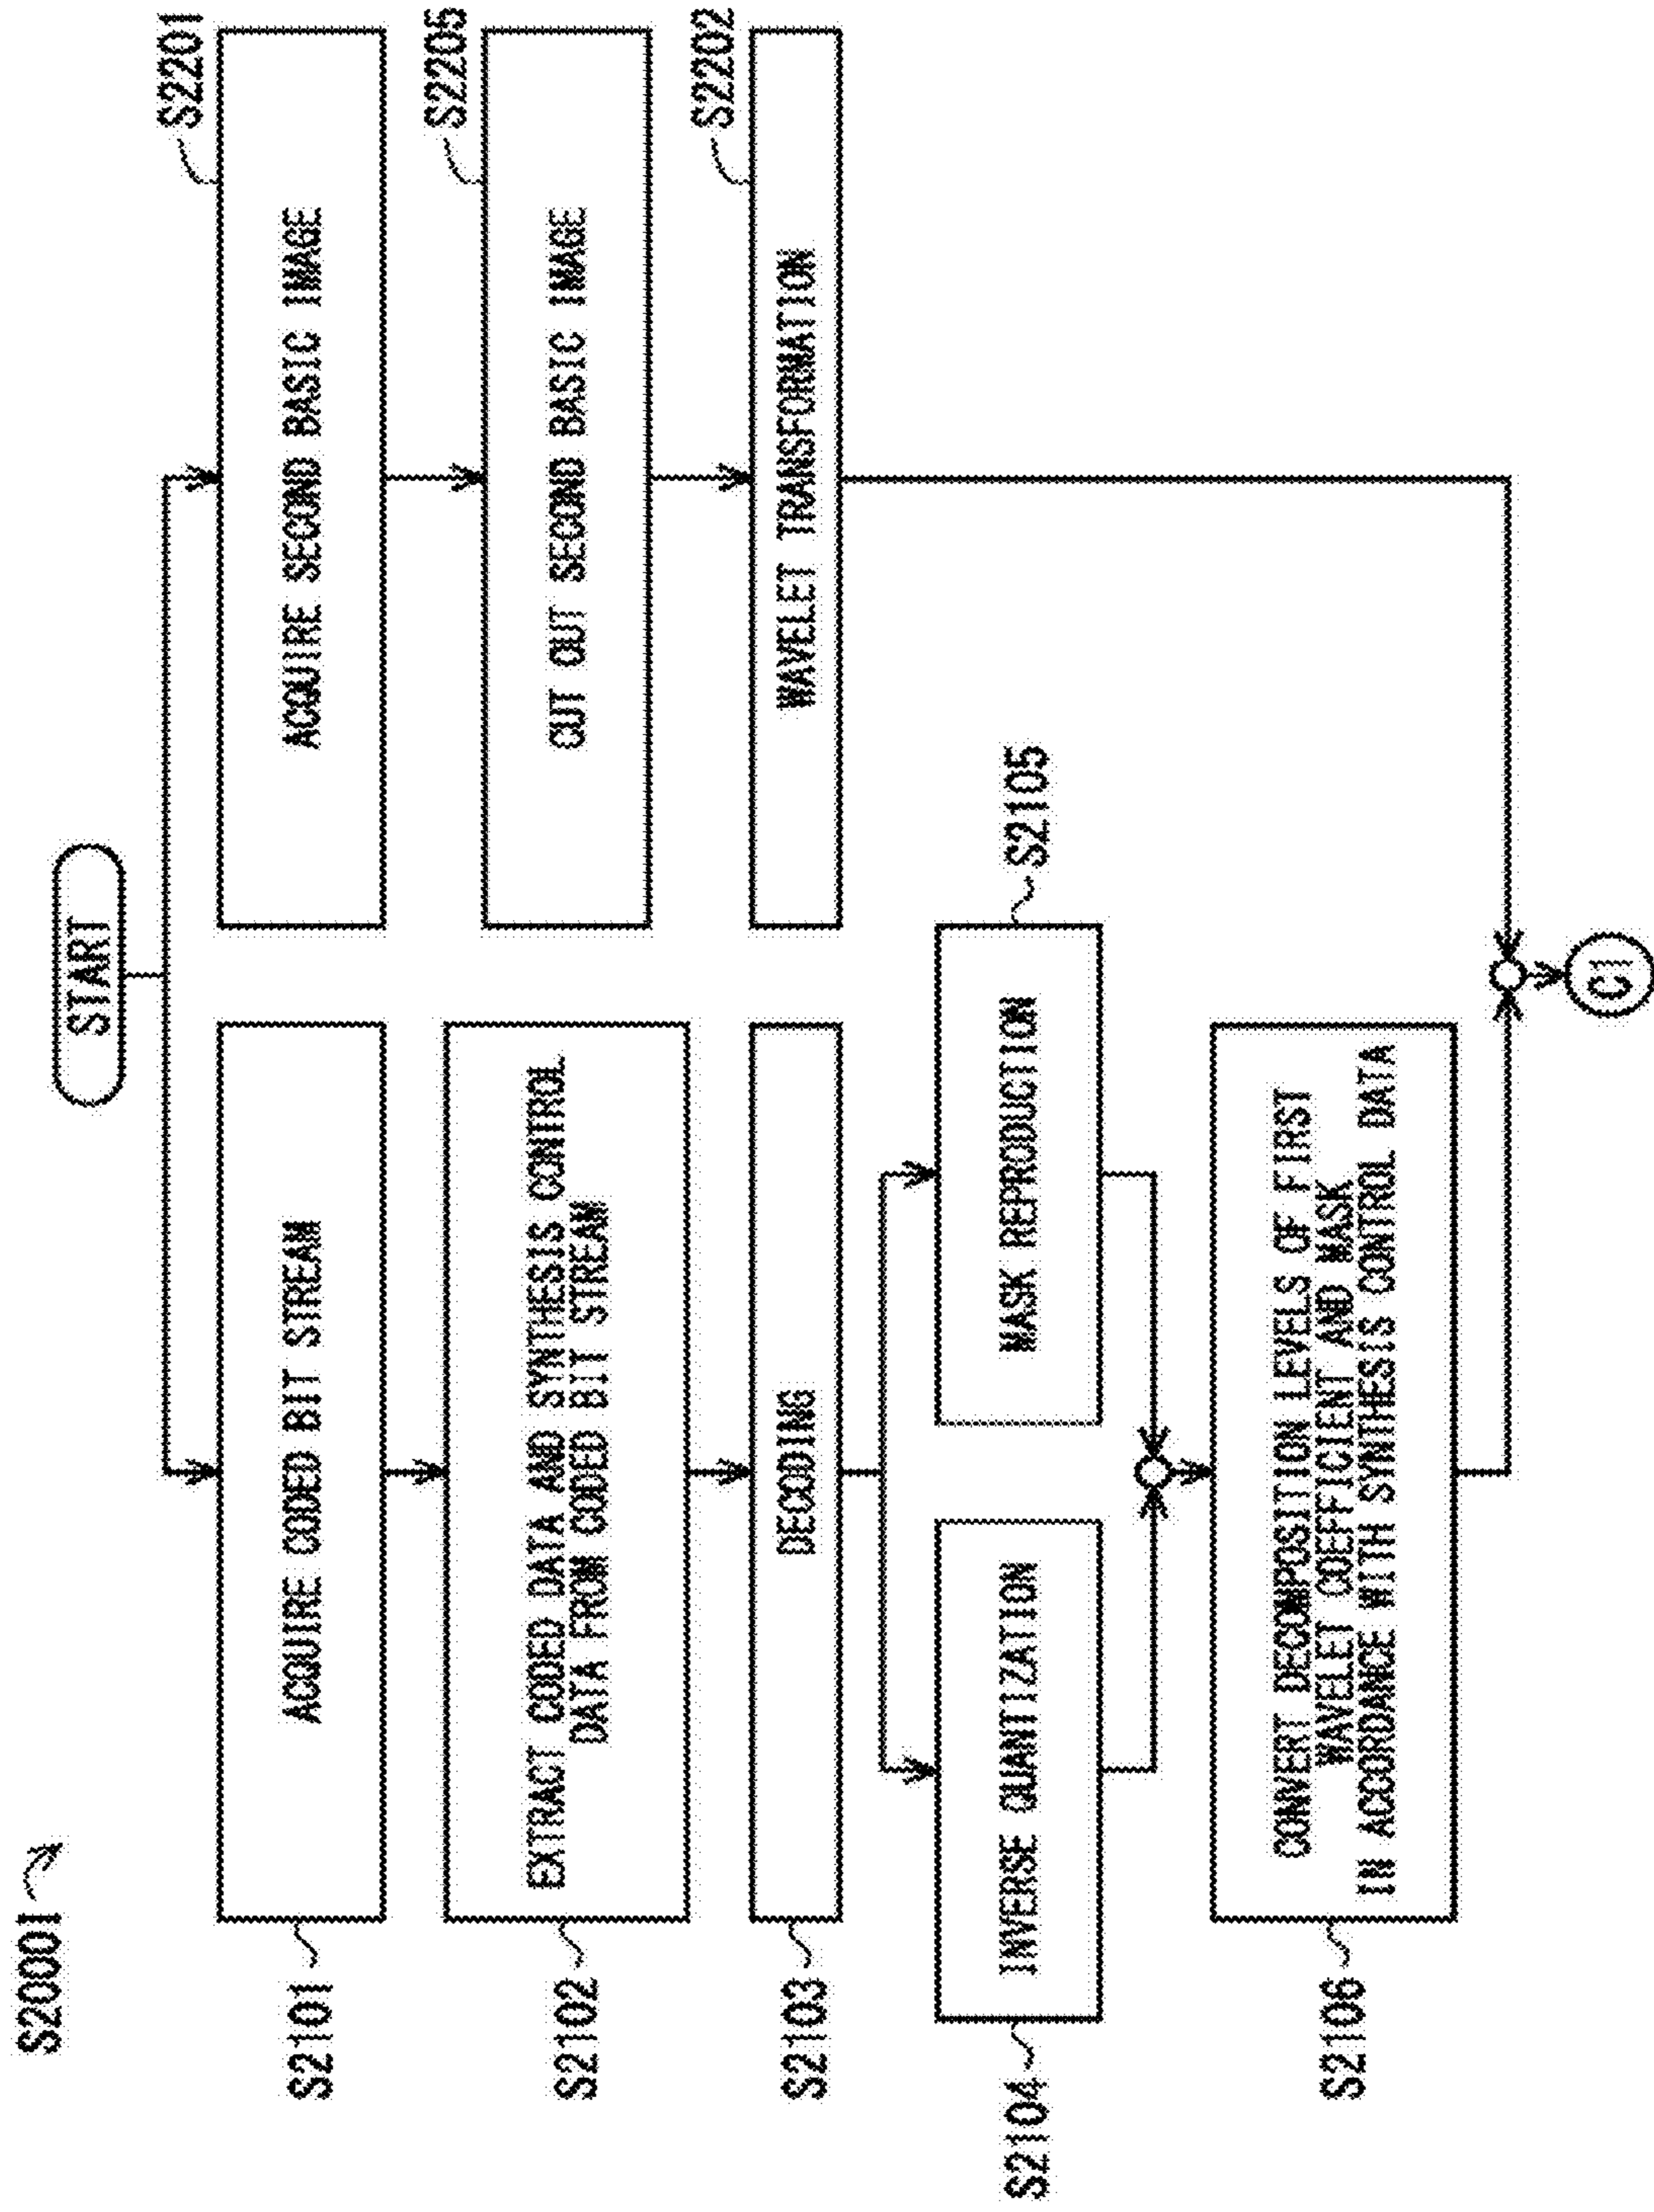 S2000I
START
S2101
ACQUIRE CODED BIT STREAM
S2102
EXTRACT CODED DATA AND SYNTHESIS CONTROL
DATA FROM CODED BIT STREAM
S2103
DECODING
S2104
INVERSE QUANTIZATION
MASK REPRODUCTION
S2105
S2106
CONVERT DECOMPOSITION LEVELS OF FIRST
WAVELET COEFFICIENT AND MASK
IN ACCORDANCE WITH SYNTHESIS CONTROL DATA
ACQUIRE SECOND BASIC IMAGE
S2201
CUT OUT SECOND BASIC IMAGE
S2205
WAVELET TRANSFORMATION
S2202
C1